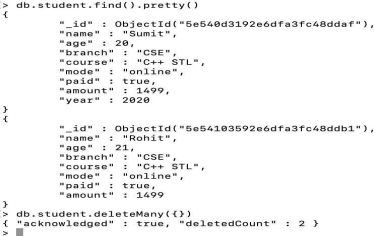 > db.student.find().pretty()
{
"_id" : ObjectId("5e540d3192e6dfa3fc48ddaf"),
"name" : "Sumit",
"age" : 20,
"branch" : "CSE",
"course" : "C++ STL",
"mode" : "online",
"paid" : true,
"amount" : 1499,
"year" : 2020
}
{
"_id" : ObjectId("5e54103592e6dfa3fc48ddb1"),
"name" : "Rohit",
"age" : 21,
"branch" : "CSE",
"course" : "C++ STL",
"mode" : "online",
"paid" : true,
"amount" : 1499
}
> db.student.deleteMany({})
{ "acknowledged" : true, "deletedCount" : 2 }
>